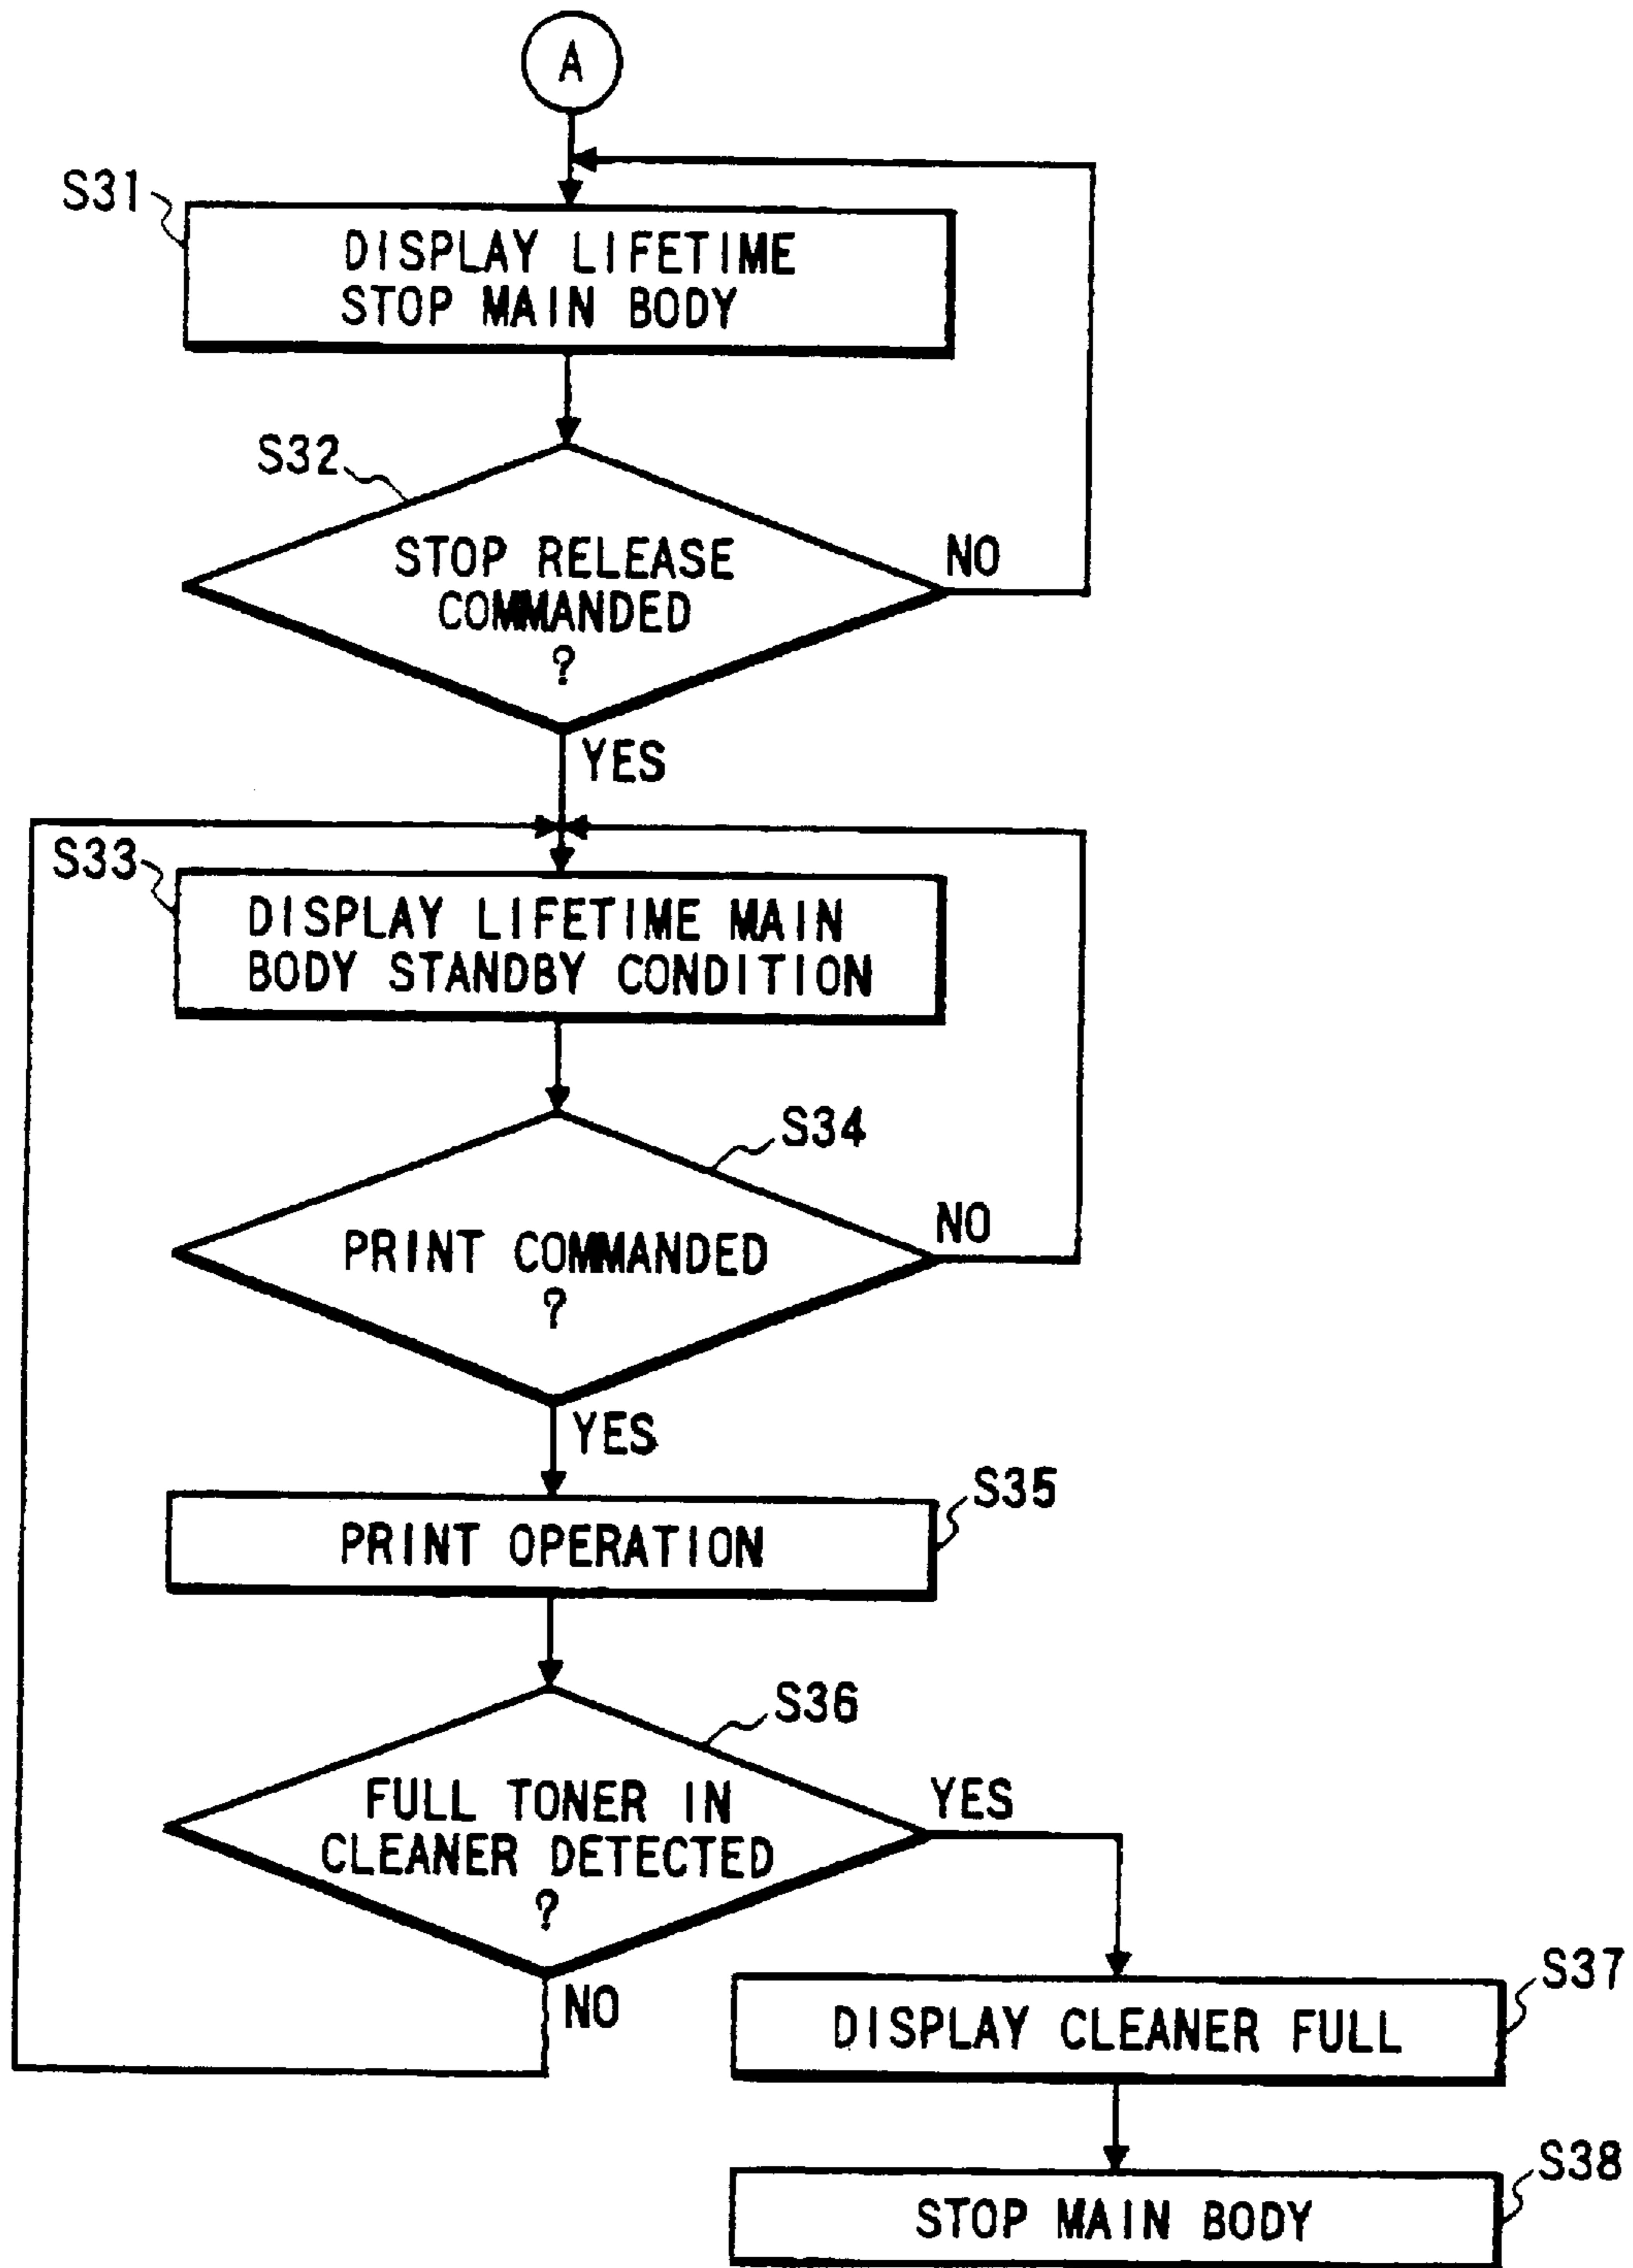 A
S31
DISPLAY LIFETIME
STOP MAIN BODY
S32
STOP RELEASE
COMMANDED
?
NO
YES
S33
DISPLAY LIFETIME MAIN
BODY STANDBY CONDITION
S34
PRINT COMMANDED
?
NO
YES
S35
PRINT OPERATION
S36
FULL TONER IN
CLEANER DETECTED
?
YES
NO
S37
DISPLAY CLEANER FULL
S38
STOP MAIN BODY